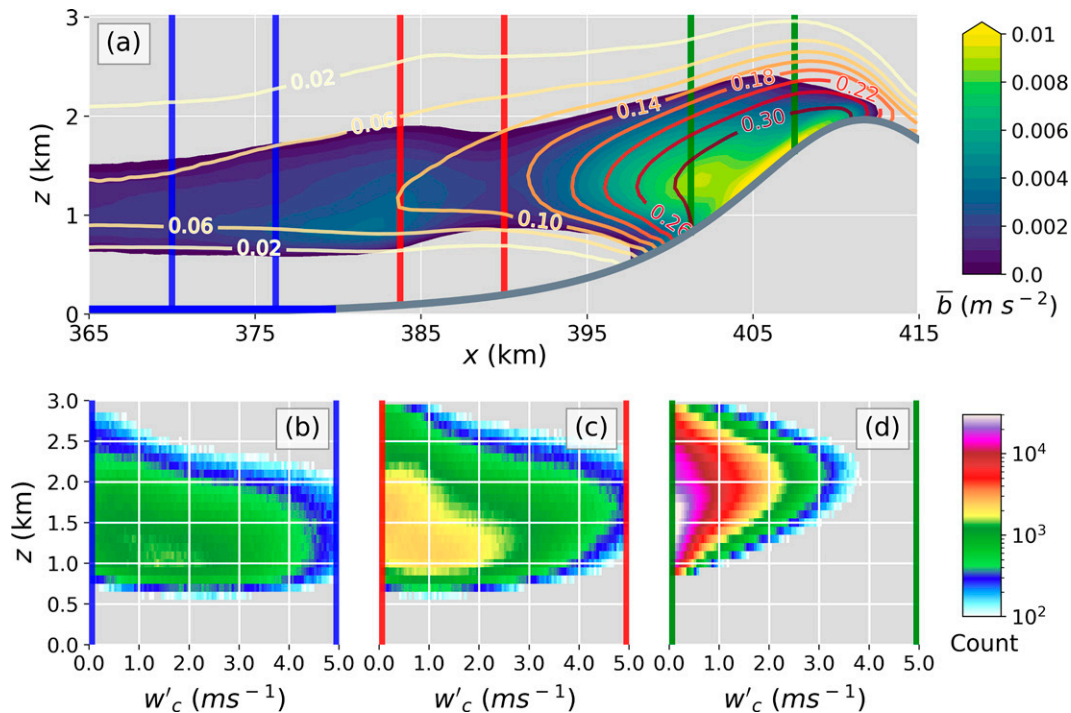 (a)
3
2
1
0
z (km)
0.02
0.06
0.14
0.18
0.22
0.30
0.26
0.10
0.06
0.02
365
375
385
395
405
415
x (km)
0.01
0.008
0.006
0.004
0.002
0.0
b̅ (m s⁻²)
(b)
(c)
(d)
3.0
2.5
2.0
1.5
1.0
0.5
0.0
z (km)
0.0 1.0 2.0 3.0 4.0 5.0
0.0 1.0 2.0 3.0 4.0 5.0
0.0 1.0 2.0 3.0 4.0 5.0
w'c (ms⁻¹)
w'c (ms⁻¹)
w'c (ms⁻¹)
10⁴
10³
10²
Count